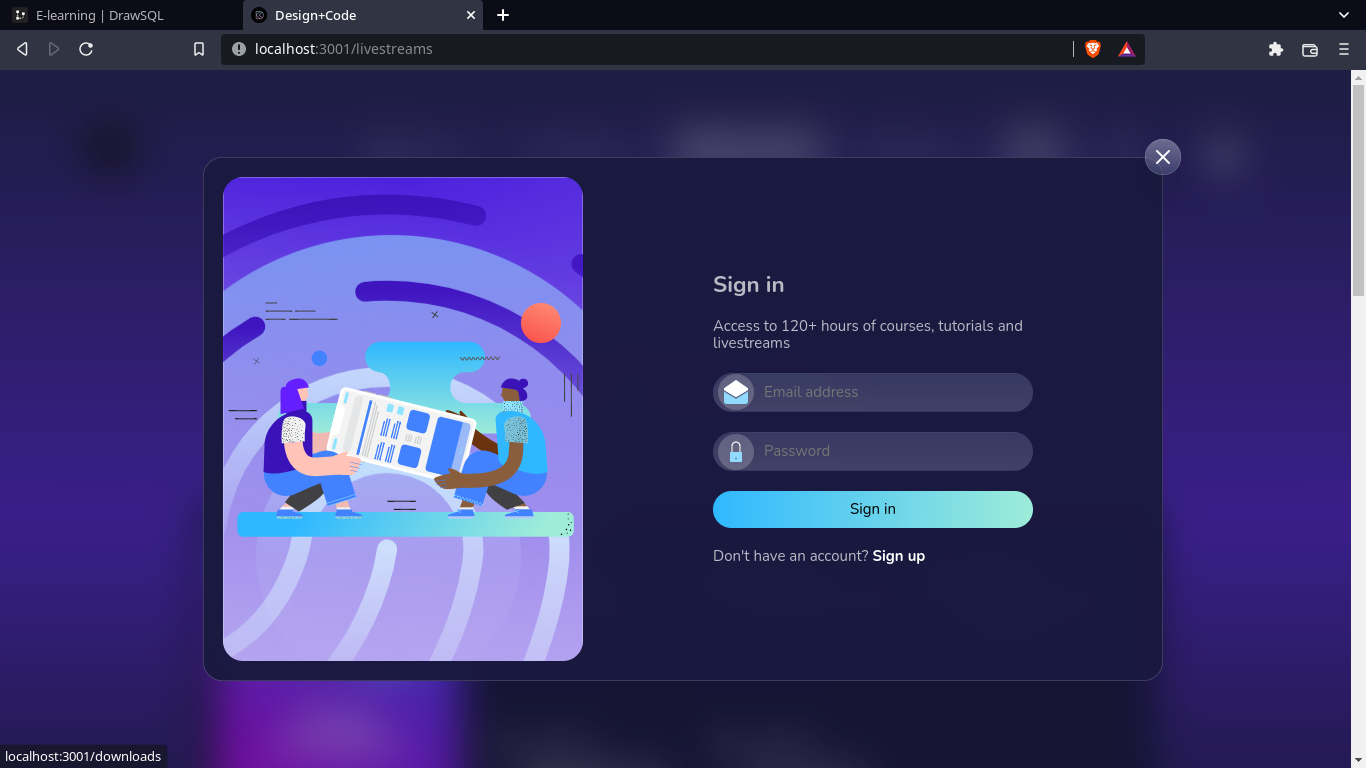 E-learning | DrawSQL
Design+Code
localhost:3001/livestreams
Sign in
Access to 120+ hours of courses, tutorials and
livestreams
Email address
Password
Sign in
Don't have an account? Sign up
localhost:3001/downloads